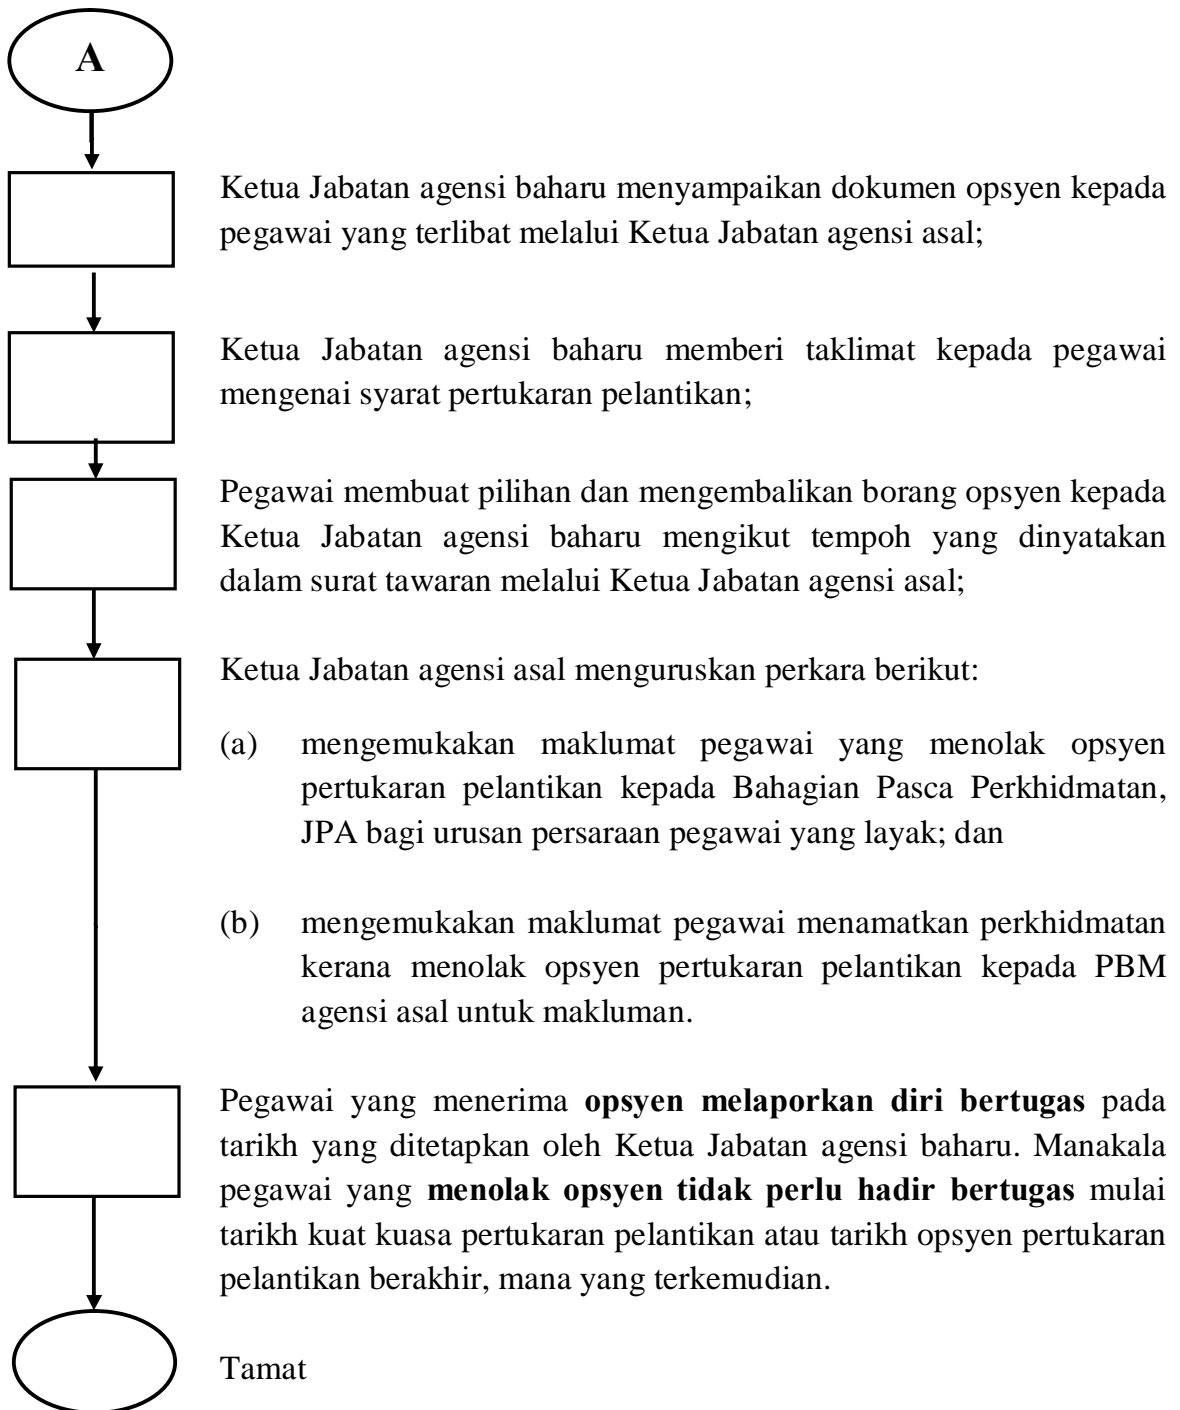 A
Ketua Jabatan agensi baharu menyampaikan dokumen opsyen kepada
pegawai yang terlibat melalui Ketua Jabatan agensi asal;
Ketua Jabatan agensi baharu memberi taklimat kepada pegawai
mengenai syarat pertukaran pelantikan;
Pegawai membuat pilihan dan mengembalikan borang opsyen kepada
Ketua Jabatan agensi baharu mengikut tempoh yang dinyatakan
dalam surat tawaran melalui Ketua Jabatan agensi asal;
Ketua Jabatan agensi asal menguruskan perkara berikut:
(a) mengemukakan maklumat pegawai yang menolak opsyen
pertukaran pelantikan kepada Bahagian Pasca Perkhidmatan,
JPA bagi urusan persaraan pegawai yang layak; dan
(b) mengemukakan maklumat pegawai menamatkan perkhidmatan
kerana menolak opsyen pertukaran pelantikan kepada PBM
agensi asal untuk makluman.
Pegawai yang menerima opsyen melaporkan diri bertugas pada
tarikh yang ditetapkan oleh Ketua Jabatan agensi baharu. Manakala
pegawai yang menolak opsyen tidak perlu hadir bertugas mulai
tarikh kuat kuasa pertukaran pelantikan atau tarikh opsyen pertukaran
pelantikan berakhir, mana yang terkemudian.
Tamat